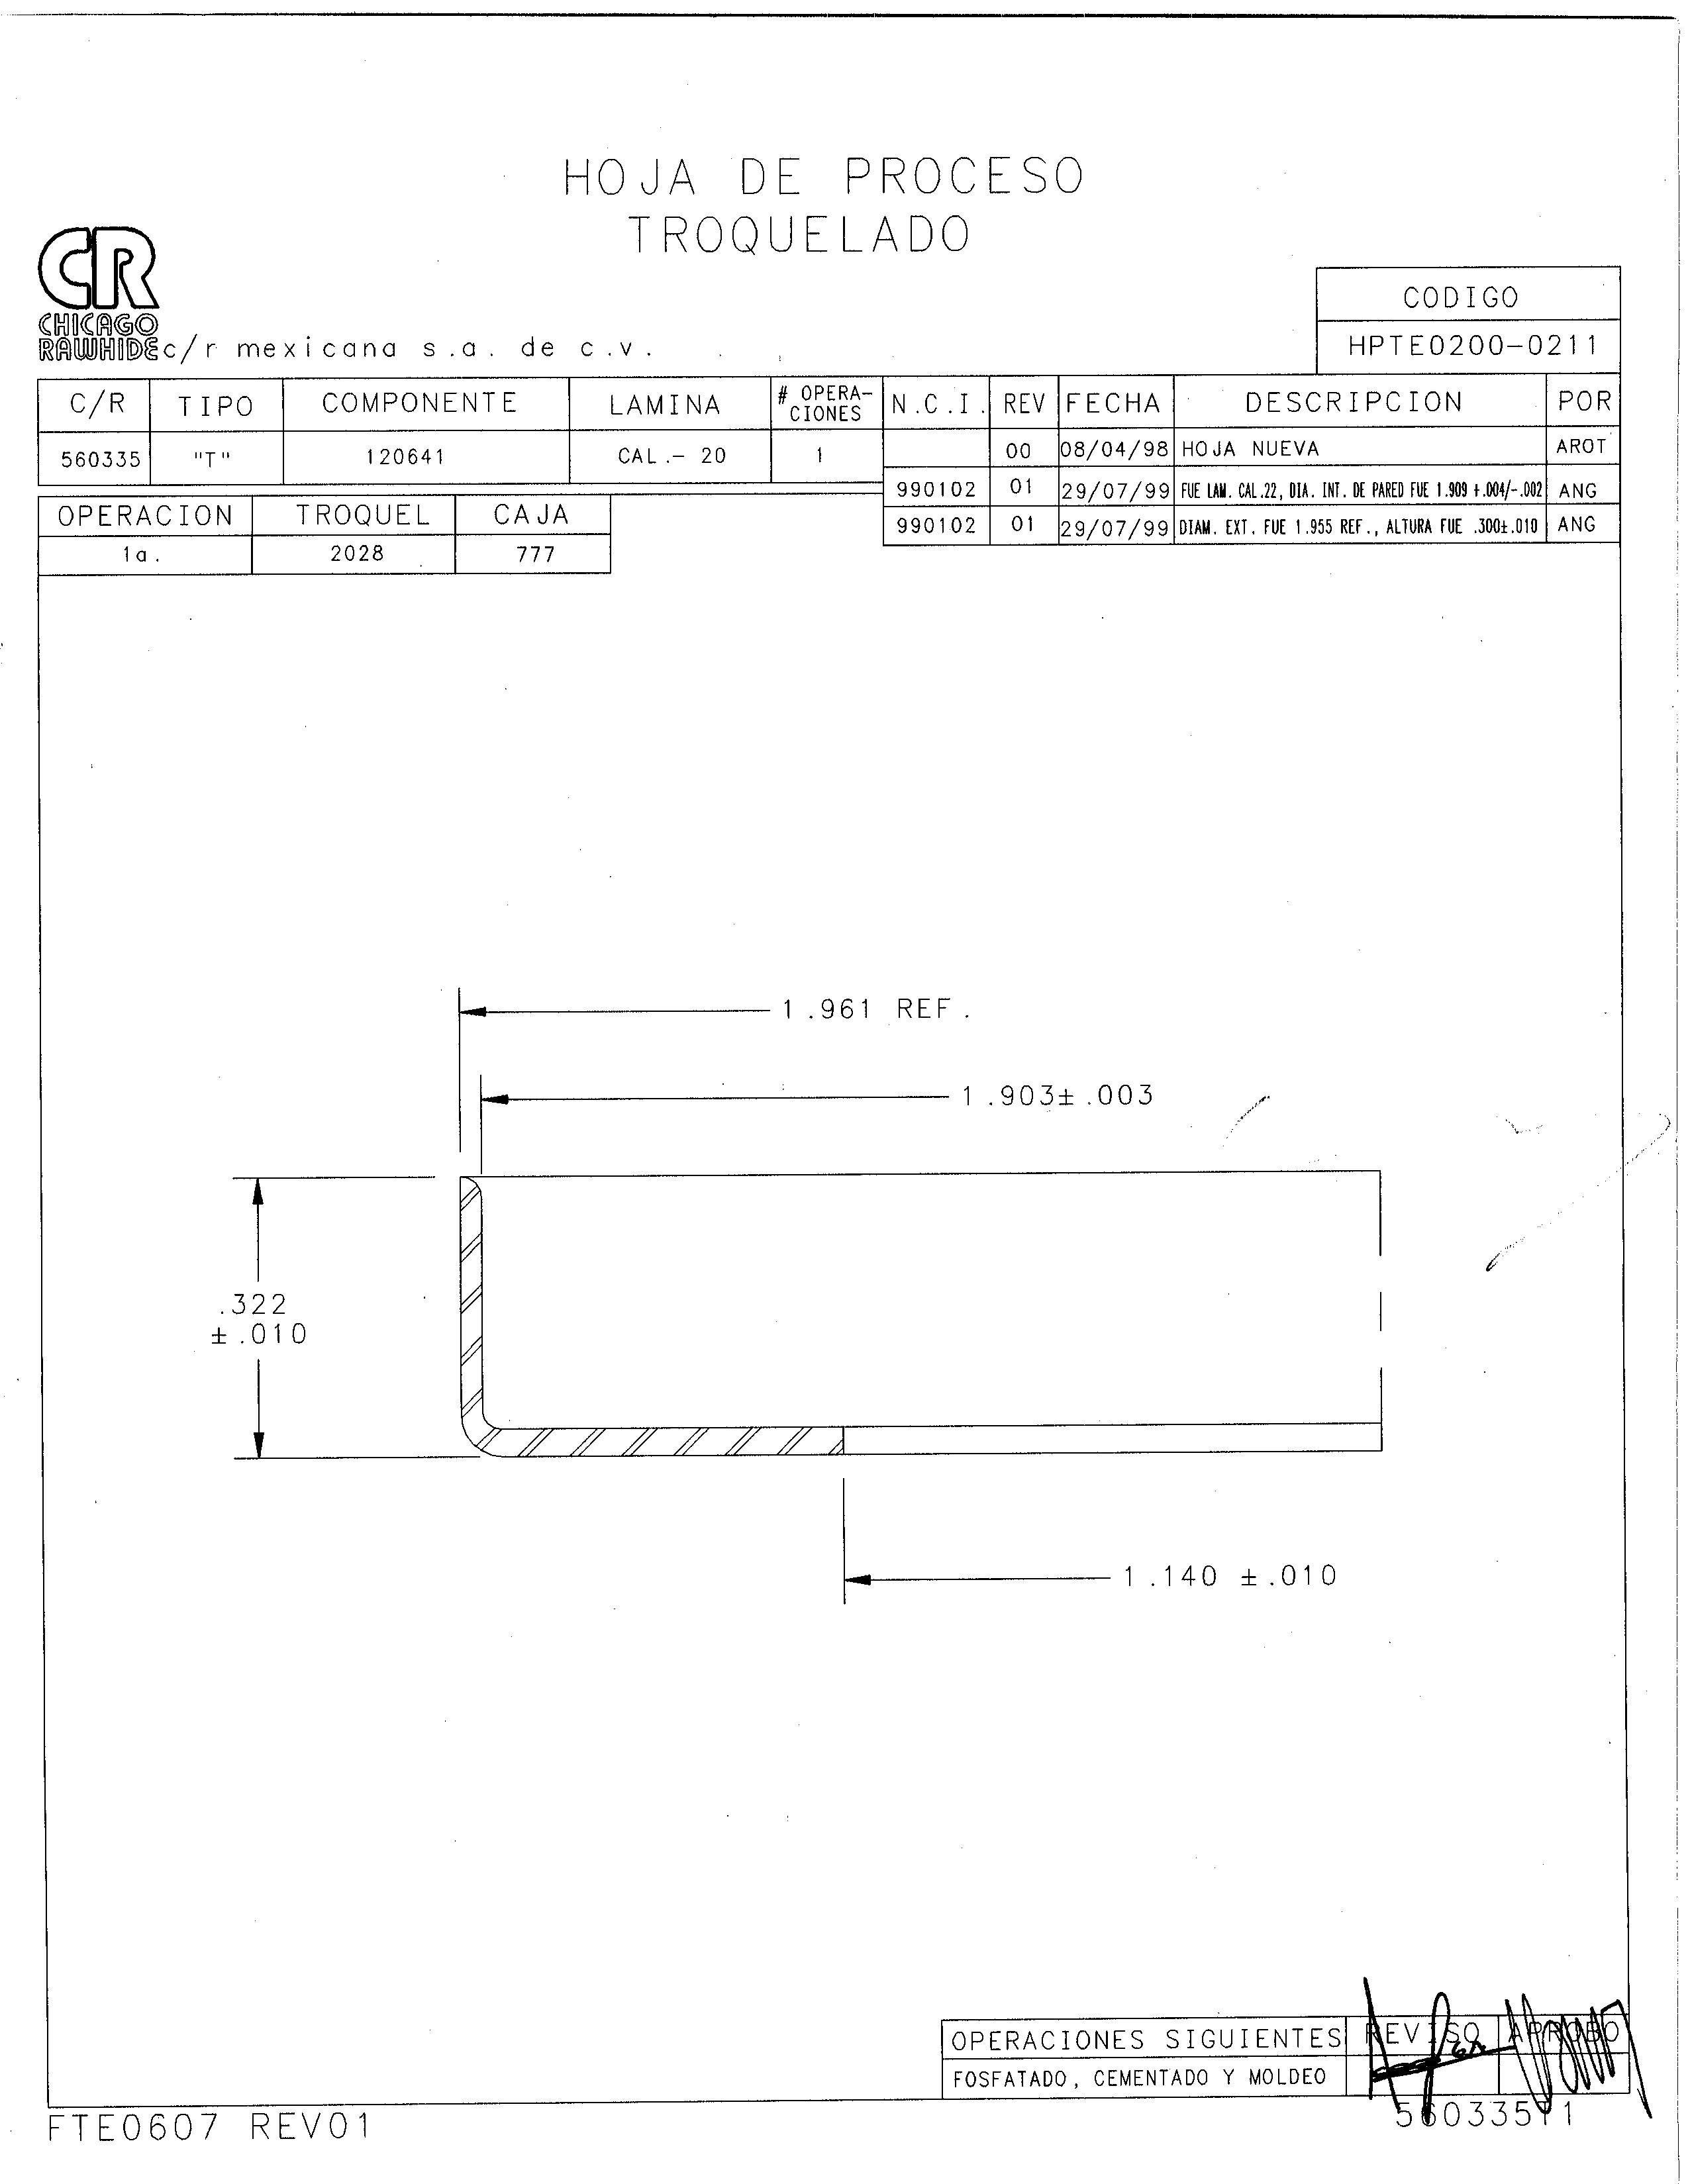 HOJA DE PROCESO
TROQUELADO
CR
CHICAGO
RAWHIDE c/r mexicana s.a. de c.v.
CODIGO
HPTE0200-0211
C/R TIPO COMPONENTE LAMINA # OPERA-CIONES N.C.I. REV FECHA DESCRIPCION POR
560335 "T" 120641 CAL.- 20 1 00 08/04/98 HOJA NUEVA AROT
990102 01 29/07/99 FUE LAM. CAL.22, DIA. INT. DE PARED FUE 1.909 +.004/-.002 ANG
990102 01 29/07/99 DIAM. EXT. FUE 1.955 REF., ALTURA FUE .300±.010 ANG
OPERACION TROQUEL CAJA
1a. 2028 777
1.961 REF.
1.903±.003
.322
±.010
1.140 ±.010
OPERACIONES SIGUIENTES REVISO APROBO
FOSFATADO, CEMENTADO Y MOLDEO
FTE0607 REV01
560335T1